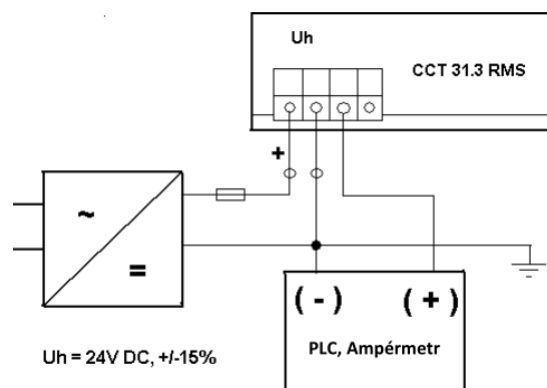 Uh
CCT 31.3 RMS
+
~
=
(-) (+)
PLC, Ampérmetr
Uh = 24V DC, +/-15%